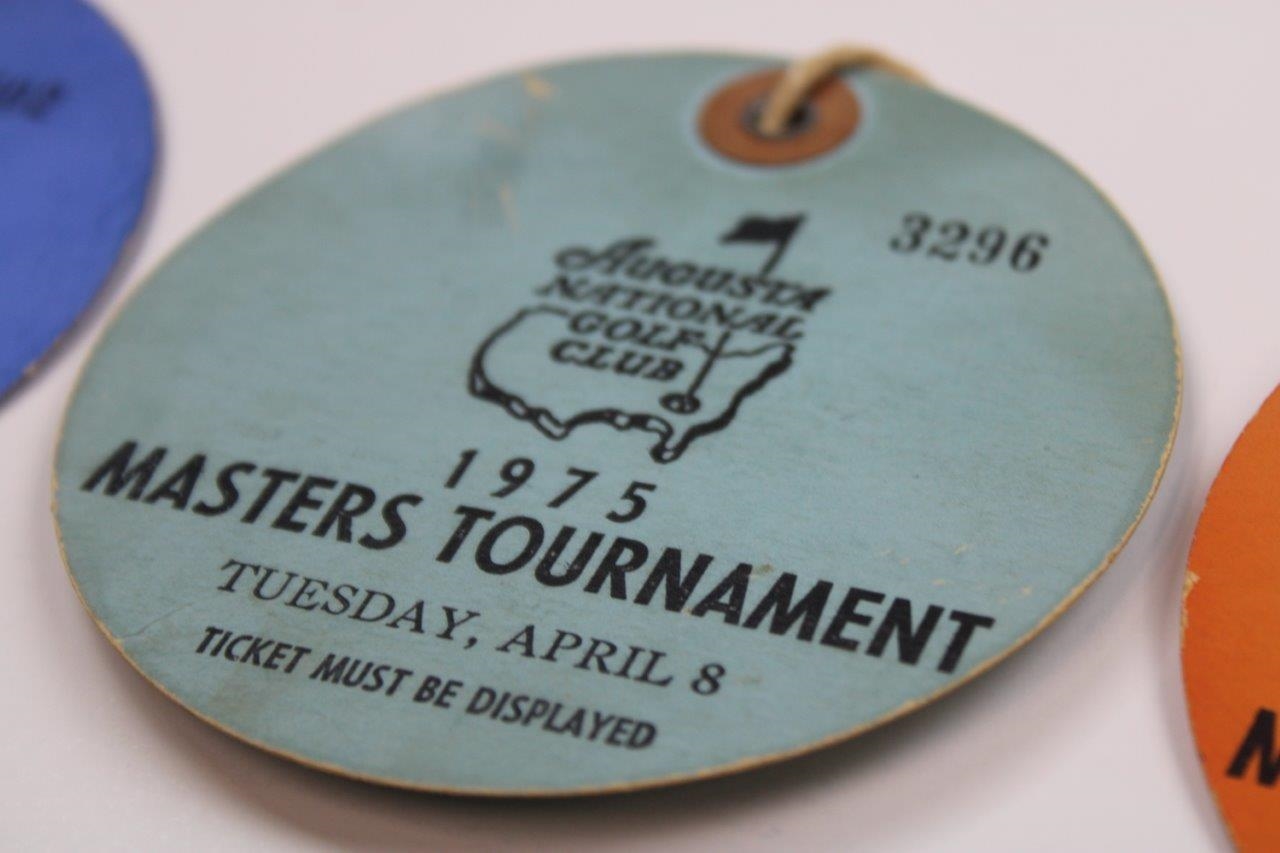 3296
Augusta
NATIONAL
GOLF
CLUB
1975
MASTERS TOURNAMENT
TUESDAY, APRIL 8
TICKET MUST BE DISPLAYED
M